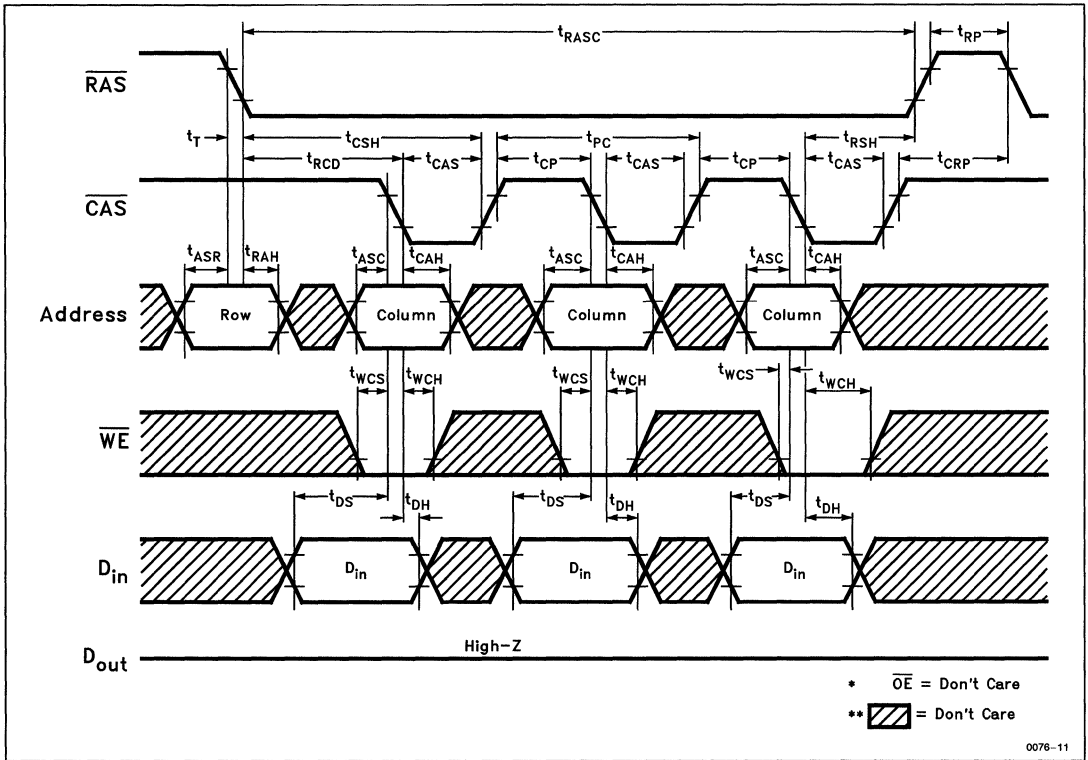 tRASC tRP
RAS
tT tCSH tPC tRSH
tRCD tCAS tCP tCAS tCP tCAS tCRP
CAS
tASR tRAH tASC tCAH tASC tCAH tASC tCAH
Address Row Column Column Column
tWCS tWCH tWCS tWCH tWCS tWCH
WE
tDS tDH tDS tDH tDS tDH
Din Din Din Din
High-Z
Dout
* OE = Don't Care
** = Don't Care
0076-11